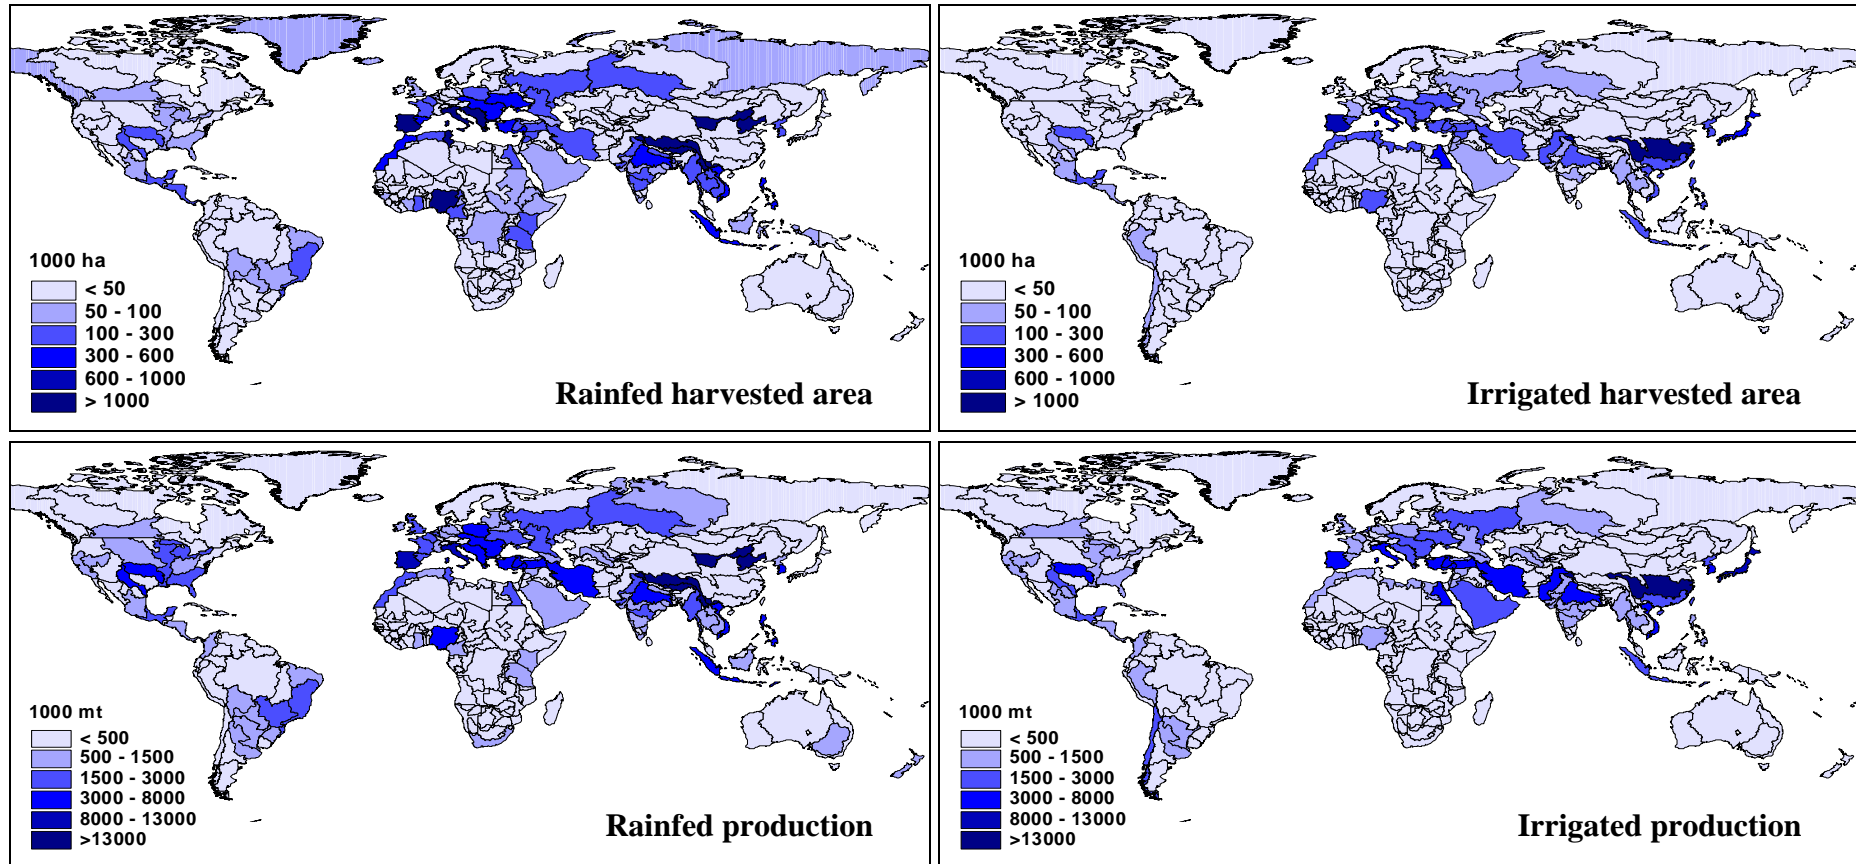 1000 ha
< 50
50 - 100
100 - 300
300 - 600
600 - 1000
> 1000
Rainfed harvested area
1000 ha
< 50
50 - 100
100 - 300
300 - 600
600 - 1000
> 1000
Irrigated harvested area
1000 mt
< 500
500 - 1500
1500 - 3000
3000 - 8000
8000 - 13000
>13000
Rainfed production
1000 mt
< 500
500 - 1500
1500 - 3000
3000 - 8000
8000 - 13000
>13000
Irrigated production